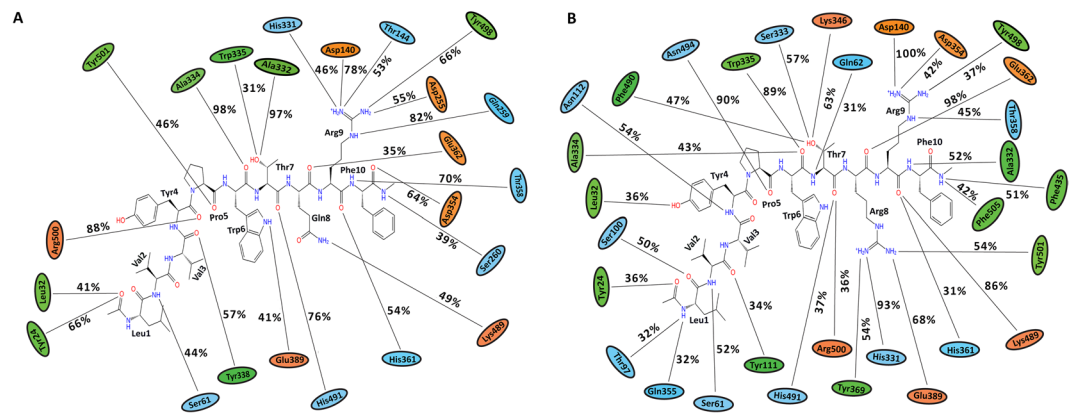 A
His331
Thr144
Tyr498
Asp140
Tyr501
Trp335
Ala332
Ala334
46%
78%
53%
66%
31%
Asp255
55%
98%
97%
Gln259
82%
NH₂
Arg9
46%
Glu362
35%
Thr7
Phe10
70%
Thr358
64%
Asp354
Tyr4
Pro5
Trp6
Gln8
39%
Ser260
Arg500
88%
Val2
Val3
49%
Leu32
41%
54%
66%
57%
41%
76%
Lys489
Leu1
44%
Tyr24
Glu389
His361
Tyr338
Ser61
His491
B
Lys346
Asp140
Ser333
Asp354
Tyr498
Asn494
57%
Gln62
100%
42%
Trp335
Glu362
Phe490
37%
Asn112
90%
89%
63%
31%
98%
47%
Arg9
45%
Thr358
54%
Thr7
Phe10
43%
52%
Ala332
Ala334
Tyr4
42%
51%
Phe435
Leu32
36%
Pro5
Trp6
Arg8
Phe505
Ser100
Val2
Val3
50%
54%
Tyr501
Tyr24
36%
34%
37%
36%
31%
86%
93%
32%
Leu1
54%
68%
Thr97
32%
52%
Arg500
Lys489
Tyr111
His331
His361
Gln355
Ser61
His491
Tyr369
Glu389